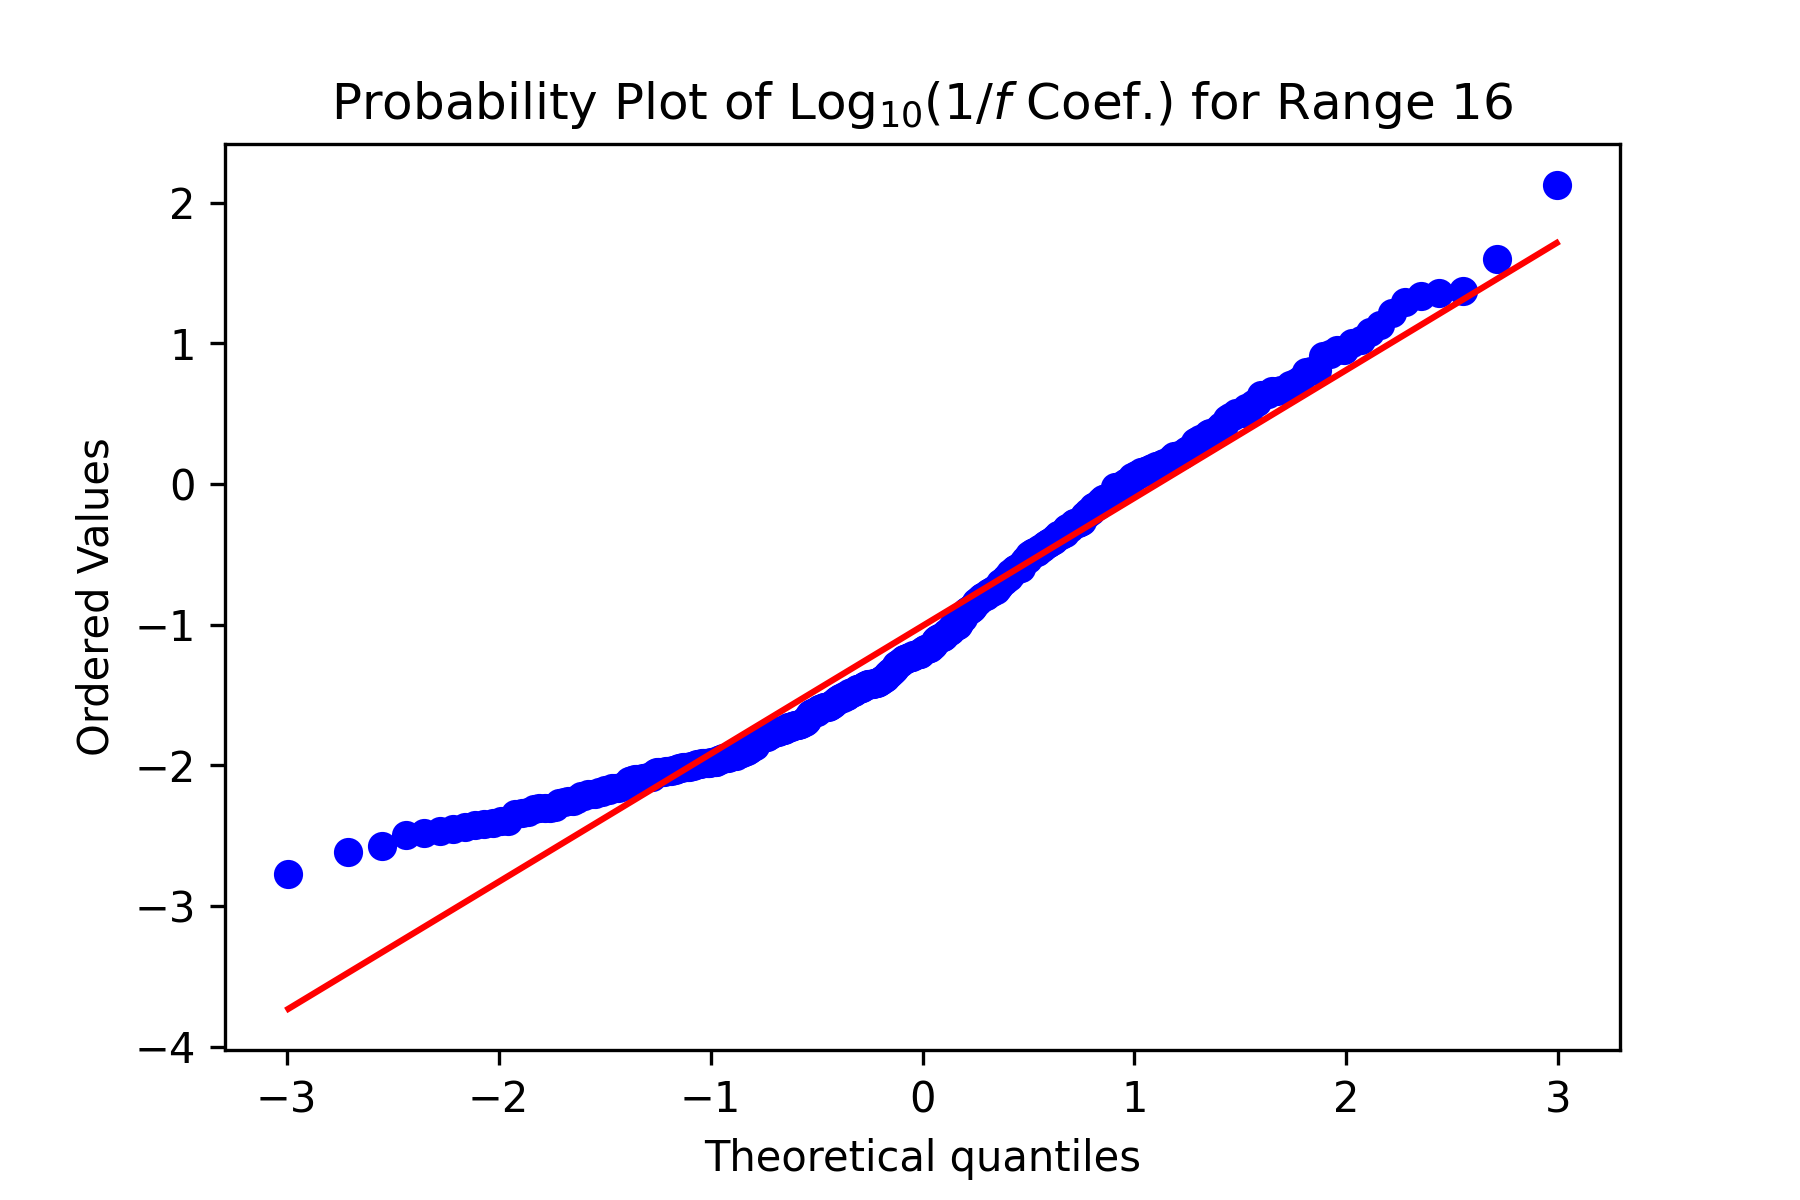 Probability Plot of Log₁₀(1/f Coef.) for Range 16
2
1
0
−1
−2
−3
−4
Ordered Values
−3 −2 −1 0 1 2 3
Theoretical quantiles